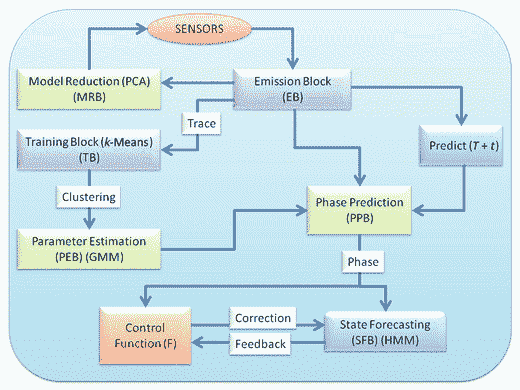 SENSORS
Model Reduction (PCA)
(MRB)
Emission Block
(EB)
Trace
Training Block (k-Means)
(TB)
Predict (T + t)
Clustering
Phase Prediction
(PPB)
Parameter Estimation
(PEB) (GMM)
Phase
Control
Function (F)
Correction
Feedback
State Forecasting
(SFB) (HMM)